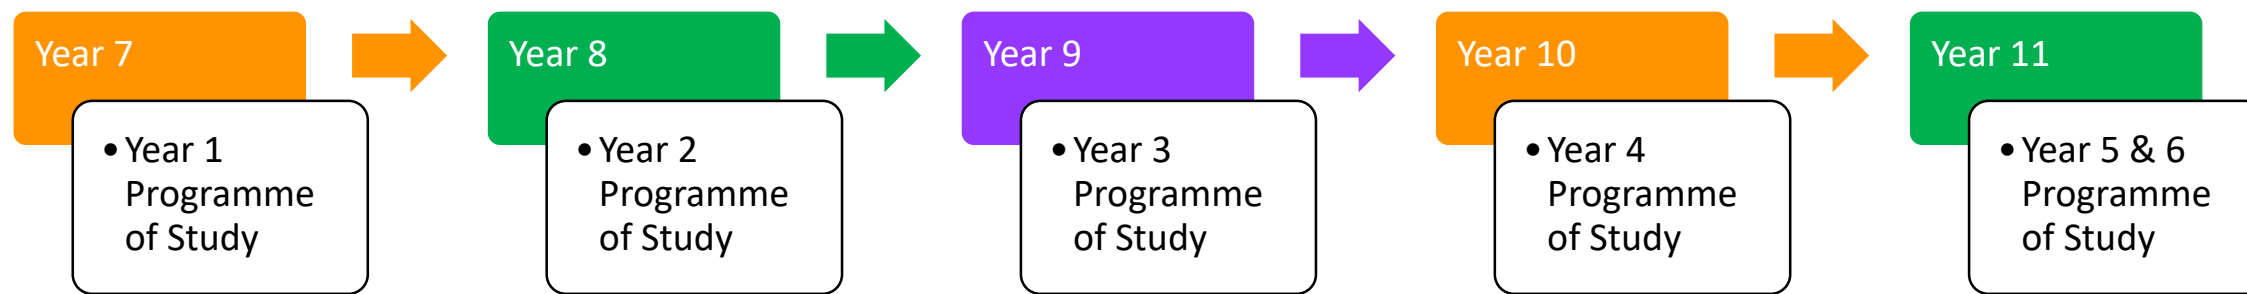 Year 7
• Year 1
Programme
of Study
Year 8
• Year 2
Programme
of Study
Year 9
• Year 3
Programme
of Study
Year 10
• Year 4
Programme
of Study
Year 11
• Year 5 & 6
Programme
of Study